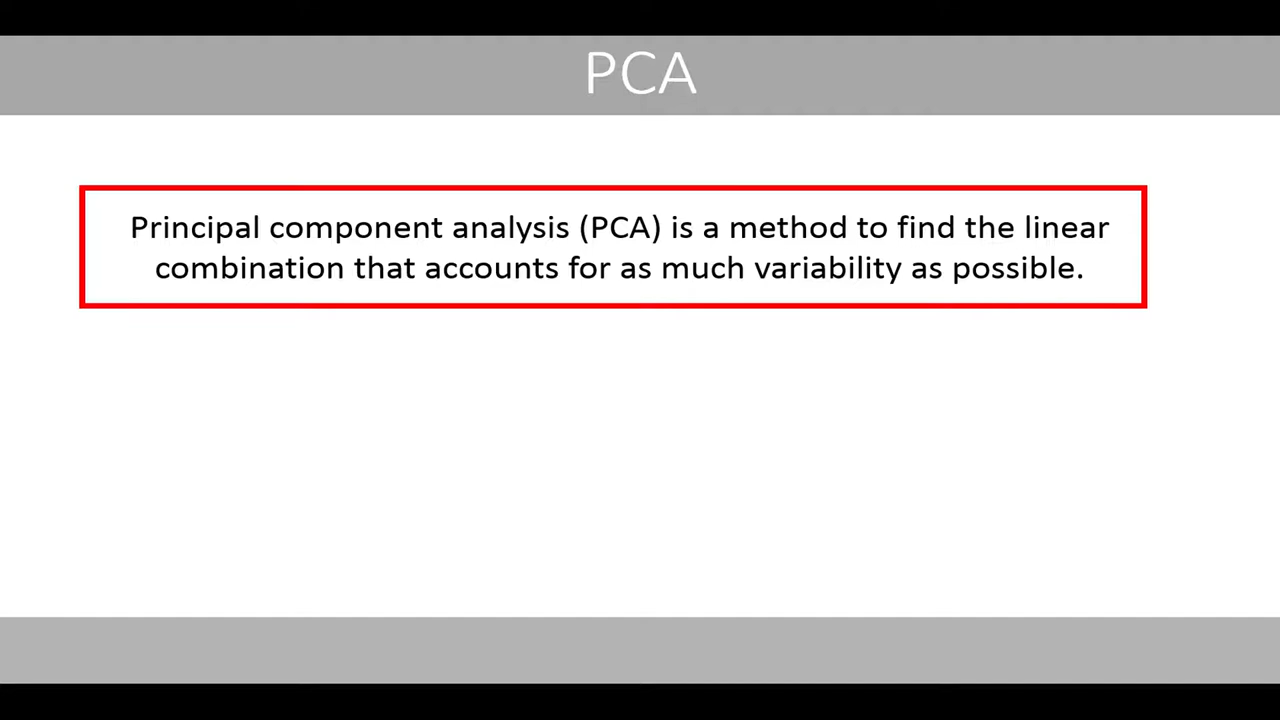 PCA
Principal component analysis (PCA) is a method to find the linear
combination that accounts for as much variability as possible.